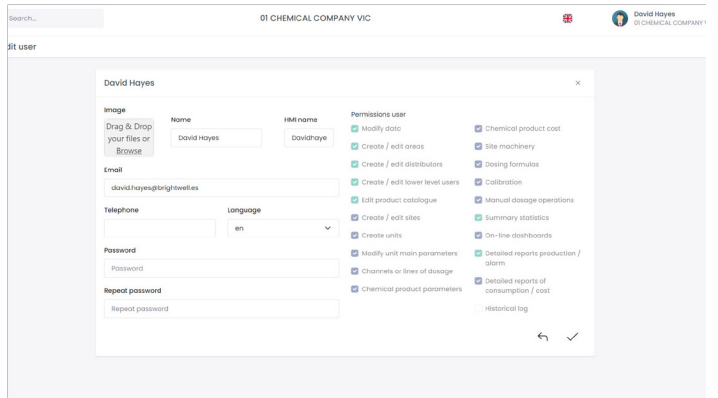 Search...
01 CHEMICAL COMPANY VIC
David Hayes
01 CHEMICAL COMPANY V
dit user
David Hayes
×
Image
Drag & Drop
your files or
Browse
Name
David Hayes
HMI name
Davidhaye
Email
david.hayes@brightwell.es
Telephone
Language
en
Password
Password
Repeat password
Repeat password
Permissions user
Modify data
Create / edit areas
Create / edit distributors
Create / edit lower level users
Edit product catalogue
Create / edit sites
Create units
Modify unit main parameters
Channels or lines of dosage
Chemical product parameters
Chemical product cost
Site machinery
Dosing formulas
Calibration
Manual dosage operations
Summary statistics
On-line dashboards
Detailed reports production /
alarm
Detailed reports of
consumption / cost
Historical log